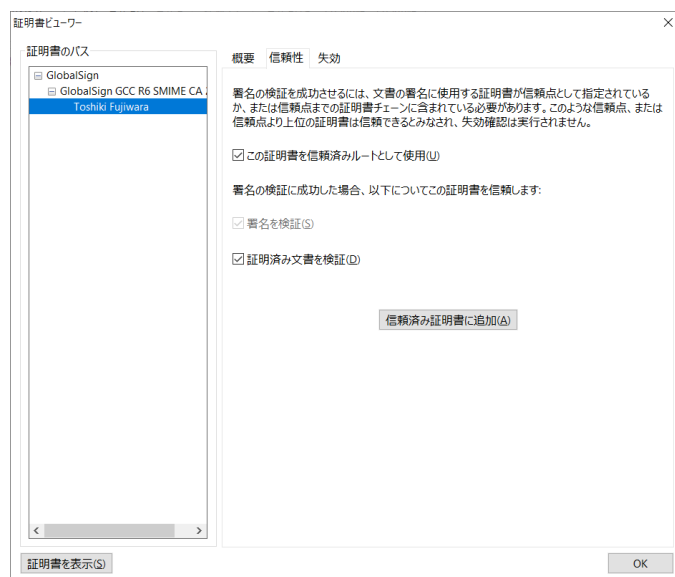 証明書ビューワー
証明書のパス
GlobalSign
GlobalSign GCC R6 SMIME CA
Toshiki Fujiwara
概要 信頼性 失効
署名の検証を成功させるには、文書の署名に使用する証明書が信頼点として指定されている
か、または信頼点までの証明書チェーンに含まれている必要があります。このような信頼点、または
信頼点より上位の証明書は信頼できるとみなされ、失効確認は実行されません。
この証明書を信頼済みルートとして使用(U)
署名の検証に成功した場合、以下についてこの証明書を信頼します:
署名を検証(S)
証明済み文書を検証(D)
信頼済み証明書に追加(A)
証明書を表示(S)
OK